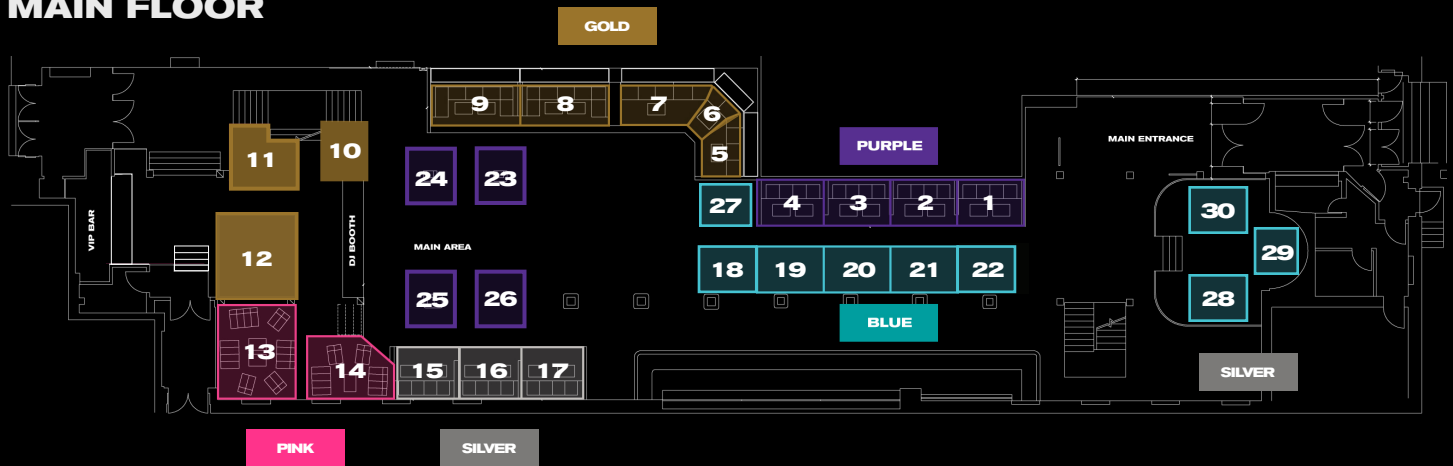 MAIN FLOOR
GOLD
9
8
7
6
5
11
10
PURPLE
MAIN ENTRANCE
24
23
27
4
3
2
1
30
VIP BAR
DJ BOOTH
MAIN AREA
12
18
19
20
21
22
29
25
26
28
BLUE
13
14
15
16
17
SILVER
PINK
SILVER